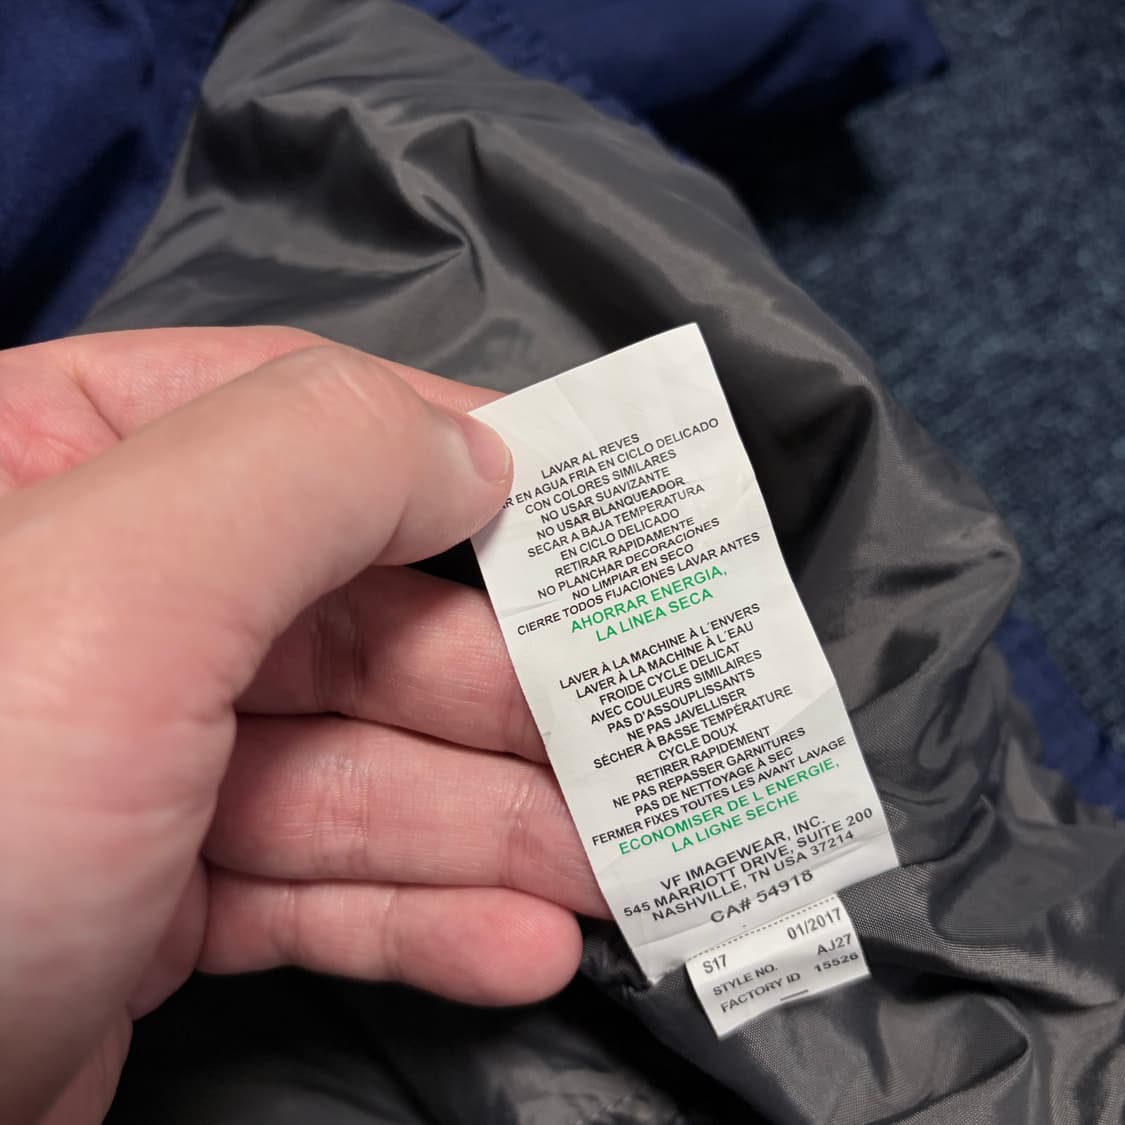 LAVAR AL REVES
EN AGUA FRIA EN CICLO DELICADO
CON COLORES SIMILARES
NO USAR SUAVIZANTE
NO USAR BLANQUEADOR
SECAR A BAJA TEMPERATURA
EN CICLO DELICADO
RETIRAR RAPIDAMENTE
NO PLANCHAR DECORACIONES
NO LIMPIAR EN SECO
CIERRE TODOS FIJACIONES LAVAR ANTES
AHORRAR ENERGIA,
LA LINEA SECA
LAVER À LA MACHINE À L´ENVERS
LAVER À LA MACHINE À L´EAU
FROIDE CYCLE DELICAT
AVEC COULEURS SIMILAIRES
PAS D'ASSOUPLISSANTS
NE PAS JAVELLISER
SÉCHER À BASSE TEMPÉRATURE
CYCLE DOUX
RETIRER RAPIDEMENT
NE PAS REPASSER GARNITURES
PAS DE NETTOYAGE À SEC
FERMER FIXES TOUTES LES AVANT LAVAGE
ECONOMISER DE L ENERGIE,
LA LIGNE SECHE
VF IMAGEWEAR, INC.
545 MARRIOTT DRIVE, SUITE 200
NASHVILLE, TN USA 37214
CA# 54918
S17 01/2017
STYLE NO. AJ27
FACTORY ID 15526